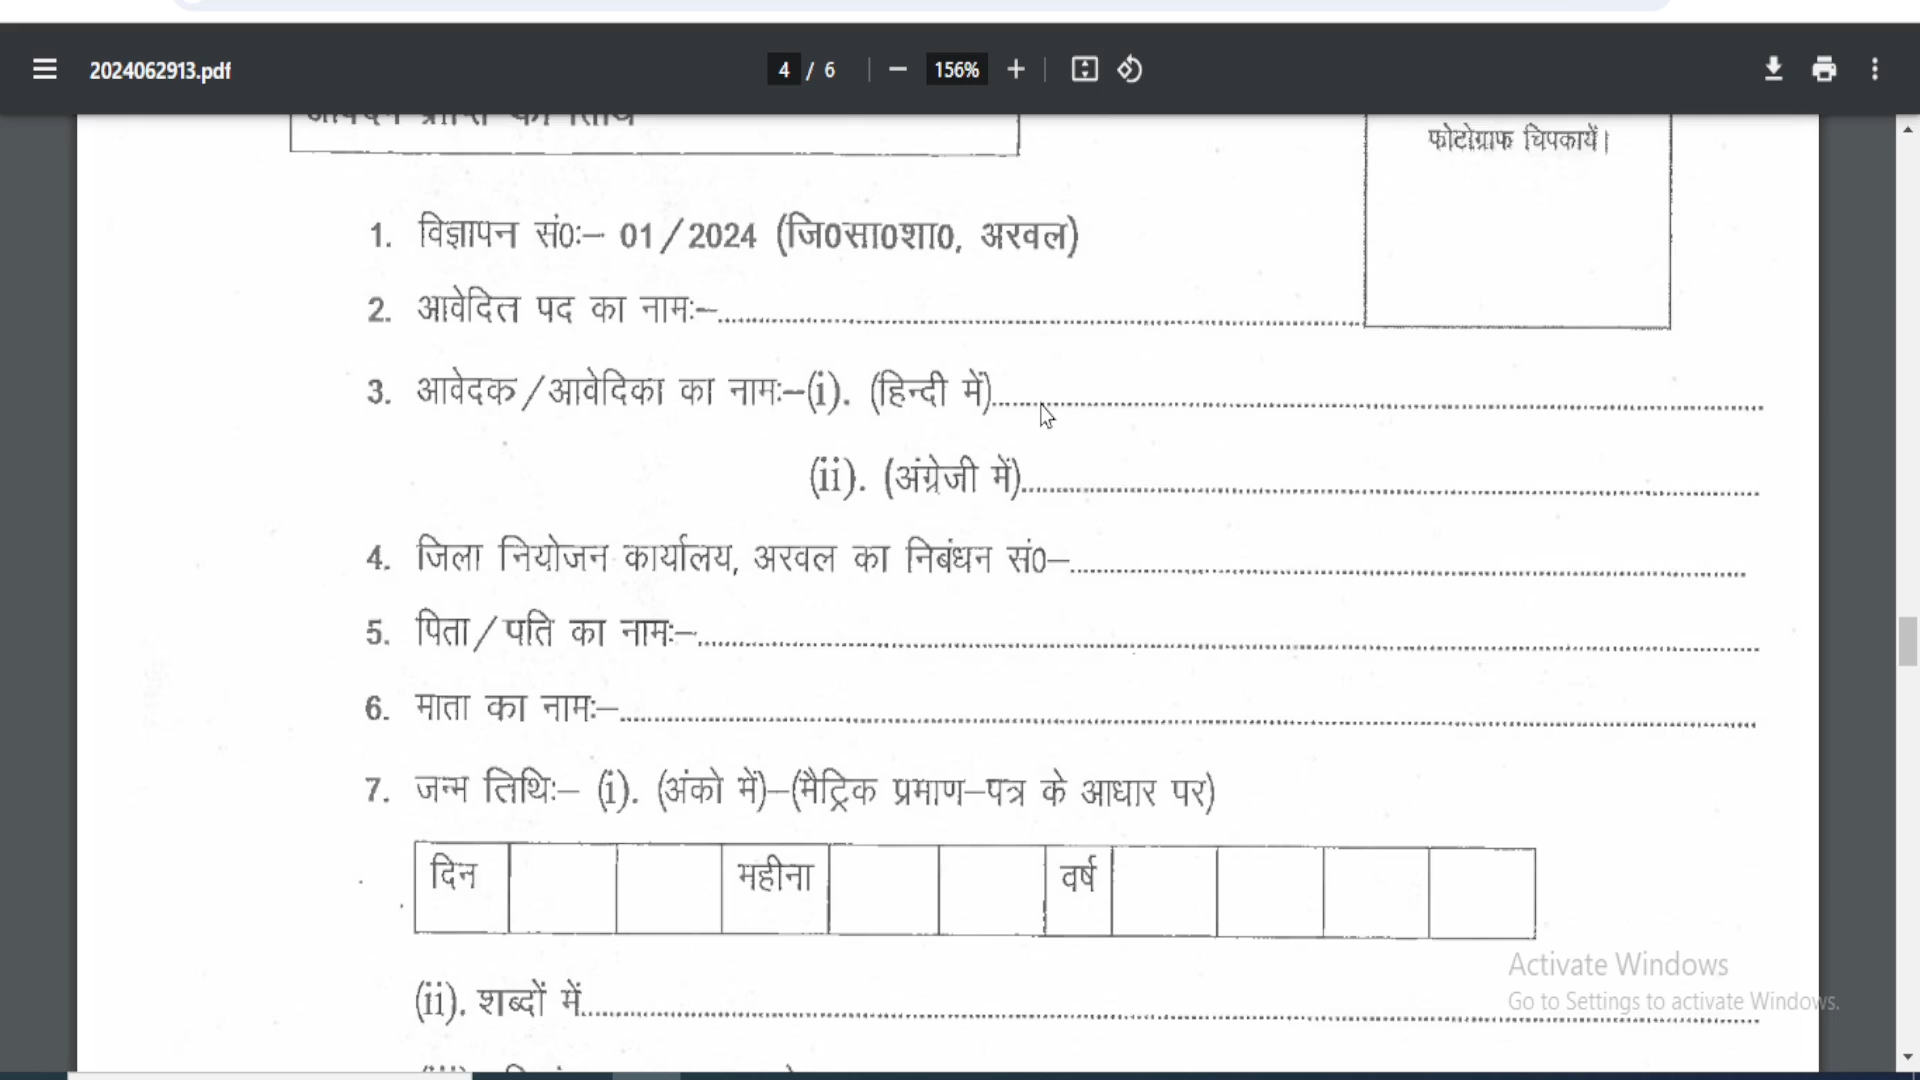 2024062913.pdf
4 / 6
156%
आवेदन प्राप्ति की तिथि
फोटोग्राफ चिपकायें।
1. विज्ञापन सं0:– 01/2024 (जि0सा0शा0, अरवल)
2. आवेदित पद का नाम:–
3. आवेदक/आवेदिका का नाम:–(i). (हिन्दी में)
(ii). (अंग्रेजी में)
4. जिला नियोजन कार्यालय, अरवल का निबंधन सं0–
5. पिता/पति का नाम:–
6. माता का नाम:–
7. जन्म तिथि:– (i). (अंको में)–(मैट्रिक प्रमाण–पत्र के आधार पर)
दिन महीना वर्ष
(ii). शब्दों में
Activate Windows
Go to Settings to activate Windows.